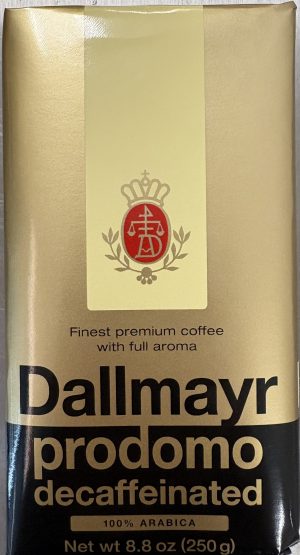 Finest premium coffee
with full aroma
Dallmayr
prodomo
decaffeinated
100% ARABICA
Net wt 8.8 oz (250g)